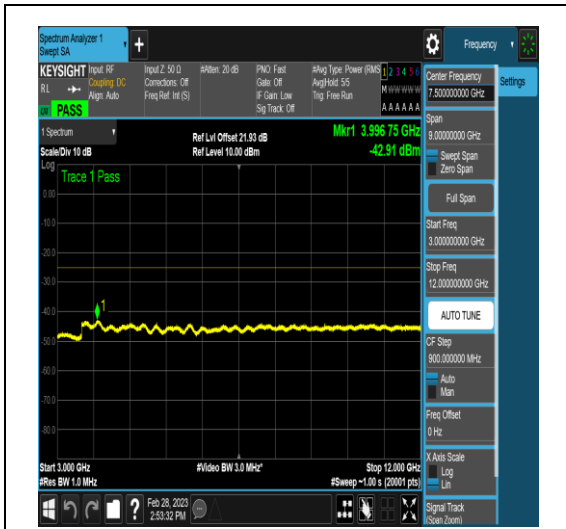 Spectrum Analyzer 1
Swept SA
+
Frequency
KEYSIGHT
RL
Input: RF
Coupling: DC
Align: Auto
Input Z: 50 Ω
Corrections: Off
Freq Ref: Int (S)
#Atten: 20 dB
PNO: Fast
Gate: Off
IF Gain: Low
Sig Track: Off
#Avg Type: Power (RMS
Avg|Hold: 5/5
Trig: Free Run
1 2 3 4 5 6
M W W W W W
A A A A A A
PASS
1 Spectrum
Scale/Div 10 dB
Ref Lvl Offset 21.93 dB
Ref Level 10.00 dBm
Mkr1 3.996 75 GHz
-42.91 dBm
Log
Trace 1 Pass
0.00
-10.0
-20.0
-30.0
-40.0
-50.0
-60.0
-70.0
-80.0
1
Start 3.000 GHz
#Res BW 1.0 MHz
#Video BW 3.0 MHz*
Stop 12.000 GHz
#Sweep ~1.00 s (20001 pts)
Feb 28, 2023
2:53:32 PM
Settings
Center Frequency
7.500000000 GHz
Span
9.00000000 GHz
Swept Span
Zero Span
Full Span
Start Freq
3.000000000 GHz
Stop Freq
12.000000000 GHz
AUTO TUNE
CF Step
900.000000 MHz
Auto
Man
Freq Offset
0 Hz
X Axis Scale
Log
Lin
Signal Track
(Span Zoom)